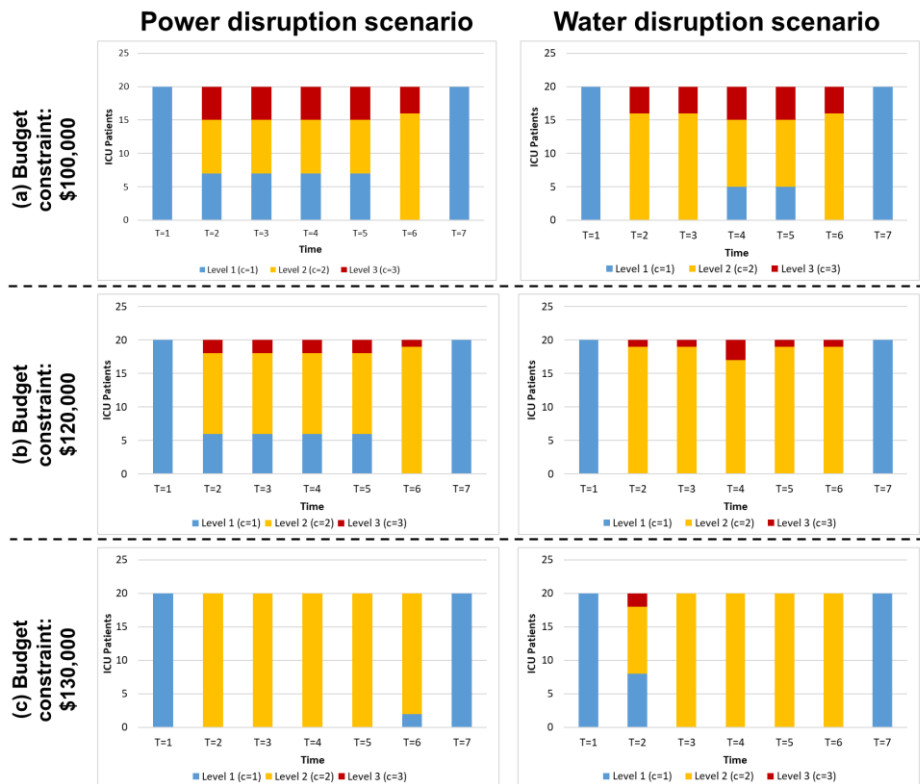 Power disruption scenario
Water disruption scenario
(a) Budget
constraint:
$100,000
25
20
15
10
5
0
ICU Patients
T=1 T=2 T=3 T=4 T=5 T=6 T=7
Time
Level 1 (c=1) Level 2 (c=2) Level 3 (c=3)
25
20
15
10
5
0
ICU Patients
T=1 T=2 T=3 T=4 T=5 T=6 T=7
Time
Level 1 (c=1) Level 2 (c=2) Level 3 (c=3)
(b) Budget
constraint:
$120,000
25
20
15
10
5
0
ICU Patients
T=1 T=2 T=3 T=4 T=5 T=6 T=7
Time
Level 1 (c=1) Level 2 (c=2) Level 3 (c=3)
25
20
15
10
5
0
ICU Patients
T=1 T=2 T=3 T=4 T=5 T=6 T=7
Time
Level 1 (c=1) Level 2 (c=2) Level 3 (c=3)
(c) Budget
constraint:
$130,000
25
20
15
10
5
0
ICU Patients
T=1 T=2 T=3 T=4 T=5 T=6 T=7
Time
Level 1 (c=1) Level 2 (c=2) Level 3 (c=3)
25
20
15
10
5
0
ICU Patients
T=1 T=2 T=3 T=4 T=5 T=6 T=7
Time
Level 1 (c=1) Level 2 (c=2) Level 3 (c=3)